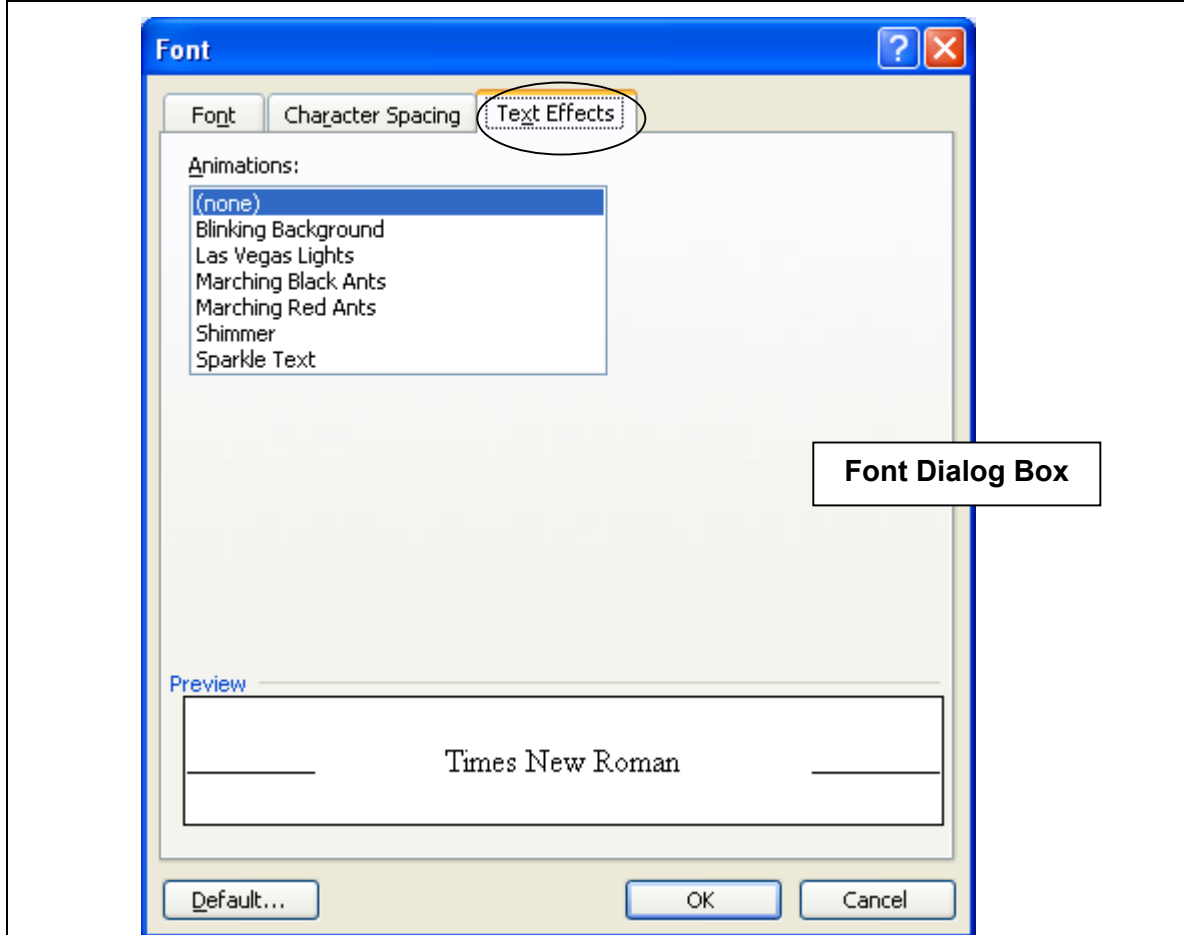 Font
Font Character Spacing Text Effects
Animations:
(none)
Blinking Background
Las Vegas Lights
Marching Black Ants
Marching Red Ants
Shimmer
Sparkle Text
Font Dialog Box
Preview
Times New Roman
Default... OK Cancel